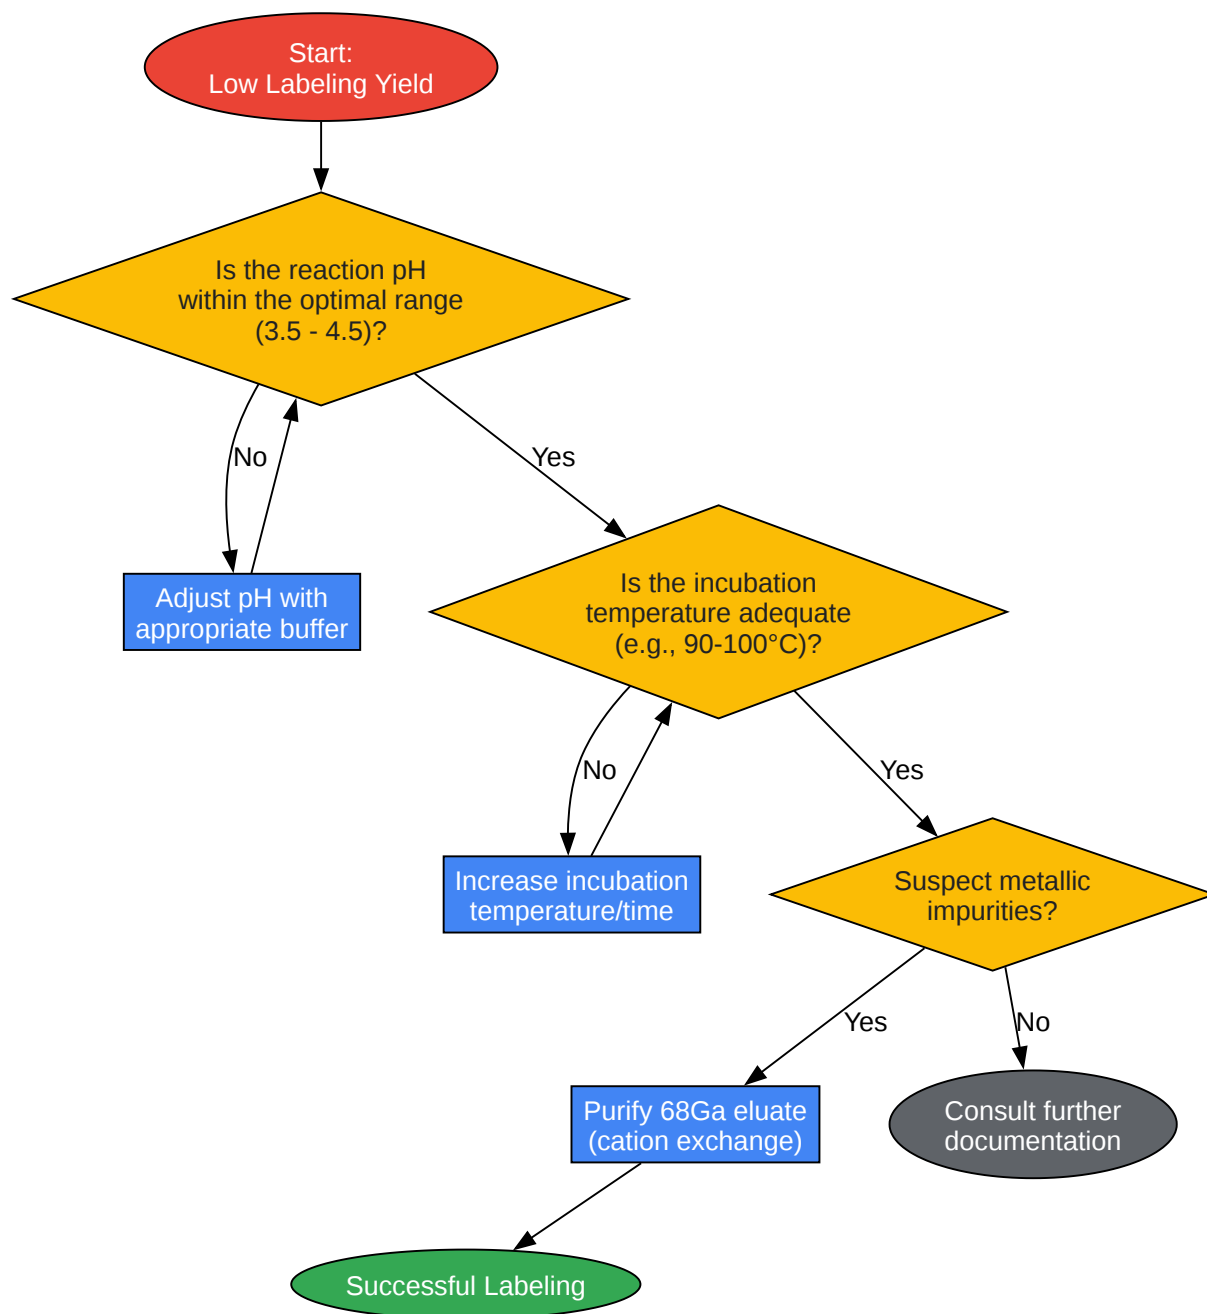 Start:
Low Labeling Yield
Is the reaction pH
within the optimal range
(3.5 - 4.5)?
No
Yes
Adjust pH with
appropriate buffer
Is the incubation
temperature adequate
(e.g., 90-100°C)?
No
Yes
Increase incubation
temperature/time
Suspect metallic
impurities?
Yes
No
Purify 68Ga eluate
(cation exchange)
Consult further
documentation
Successful Labeling